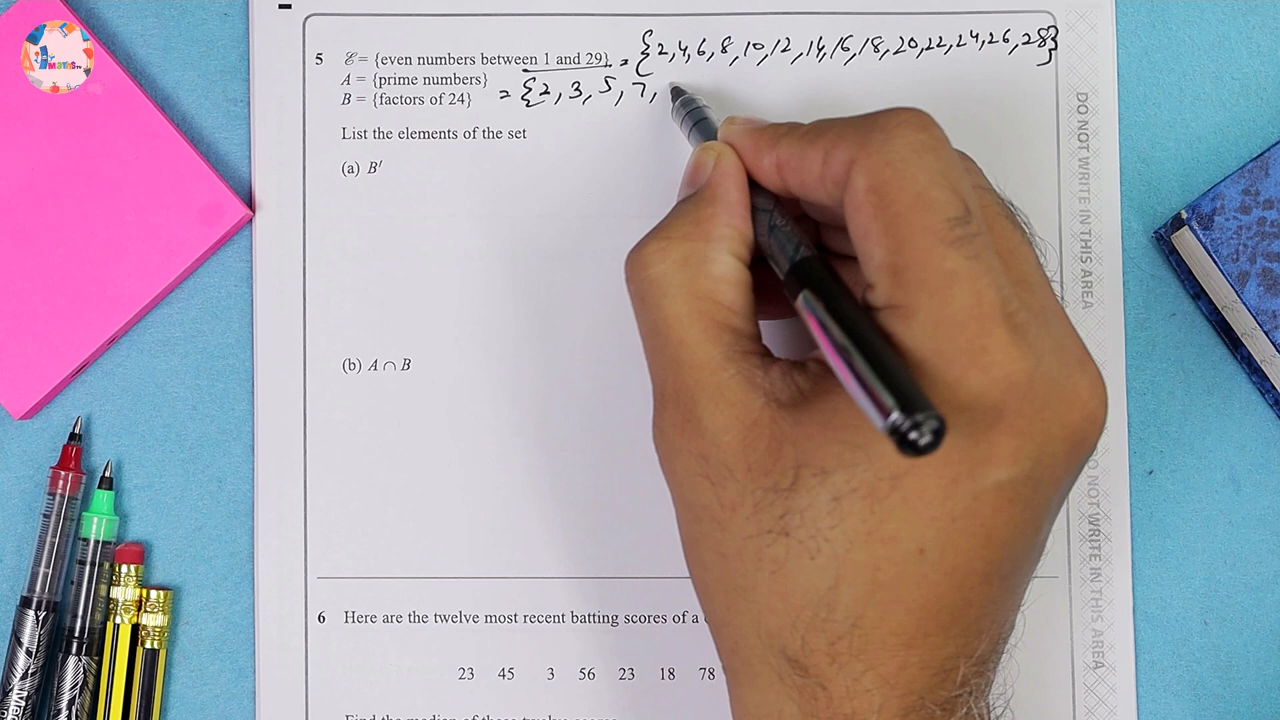 5 ℰ = {even numbers between 1 and 29}. = {2,4,6,8,10,12,14,16,18,20,22,24,26,28}
A = {prime numbers}
= {2, 3, 5, 7,
B = {factors of 24}
List the elements of the set
(a) B′
(b) A ∩ B
6 Here are the twelve most recent batting scores of a
23 45 3 56 23 18 78
DO NOT WRITE IN THIS AREA
DO NOT WRITE IN THIS AREA
MY MATHS TV